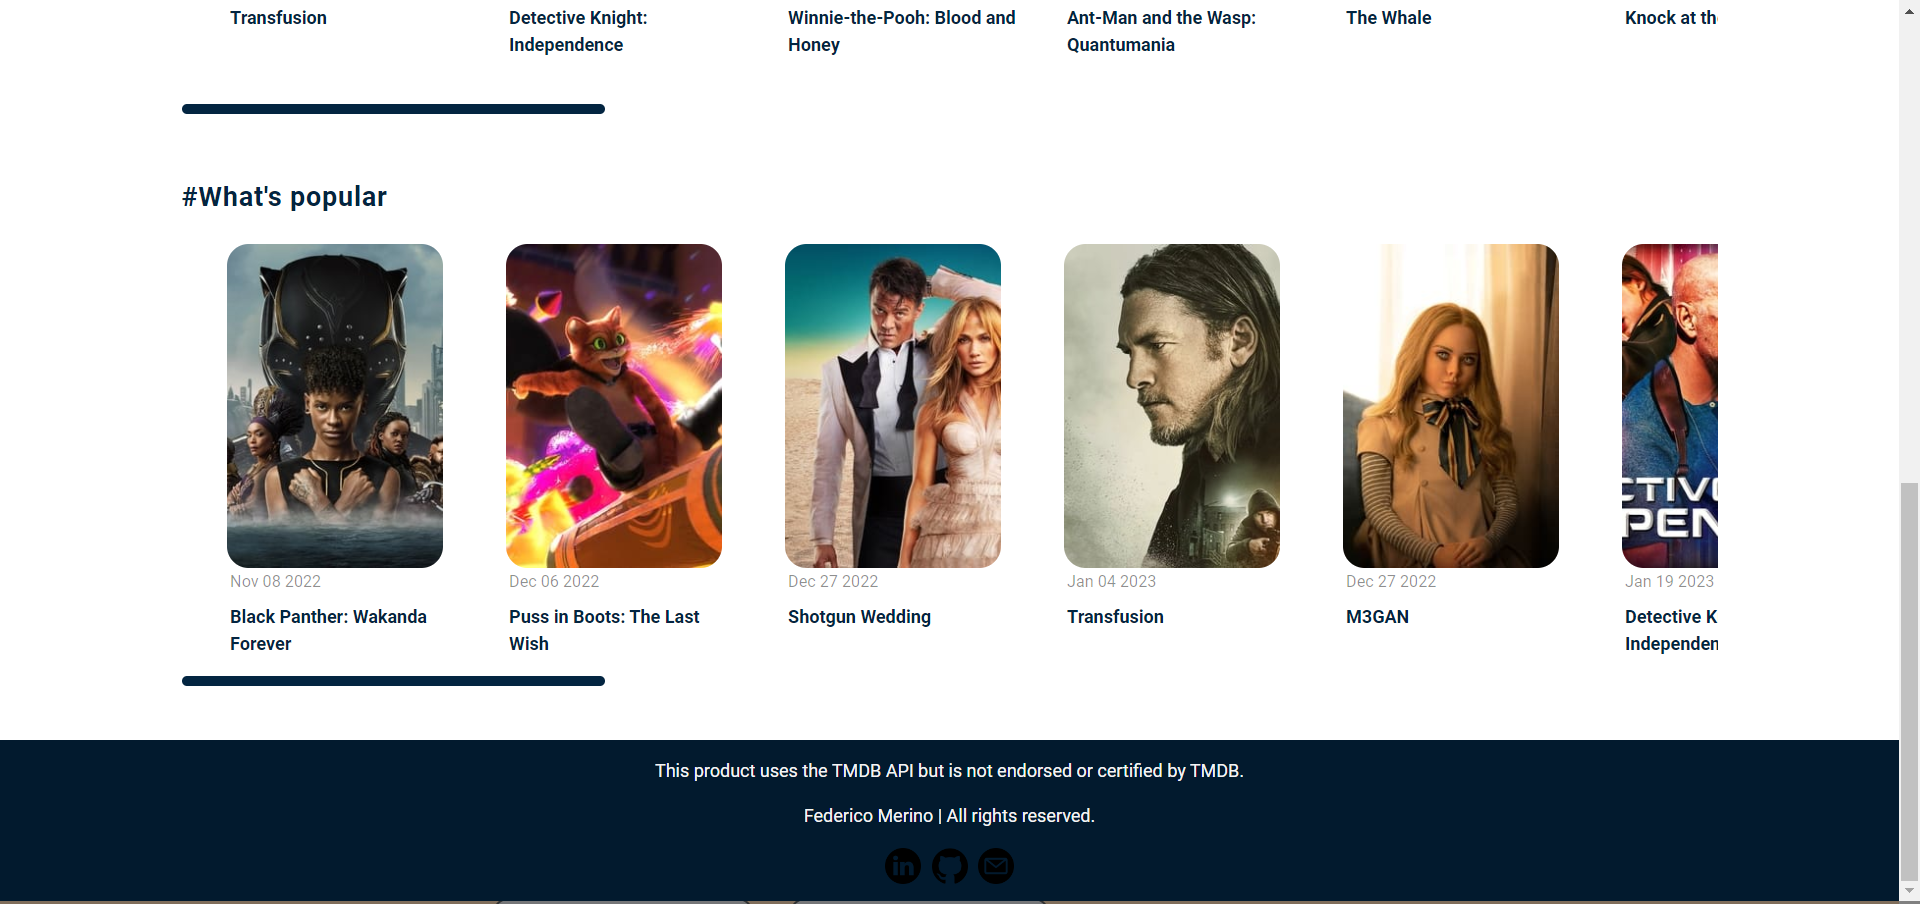 Transfusion
Detective Knight:
Independence
Winnie-the-Pooh: Blood and
Honey
Ant-Man and the Wasp:
Quantumania
The Whale
Knock at th
#What's popular
CTIV
PEN
Nov 08 2022
Black Panther: Wakanda
Forever
Dec 06 2022
Puss in Boots: The Last
Wish
Dec 27 2022
Shotgun Wedding
Jan 04 2023
Transfusion
Dec 27 2022
M3GAN
Jan 19 2023
Detective K
Independen
This product uses the TMDB API but is not endorsed or certified by TMDB.
Federico Merino | All rights reserved.
in